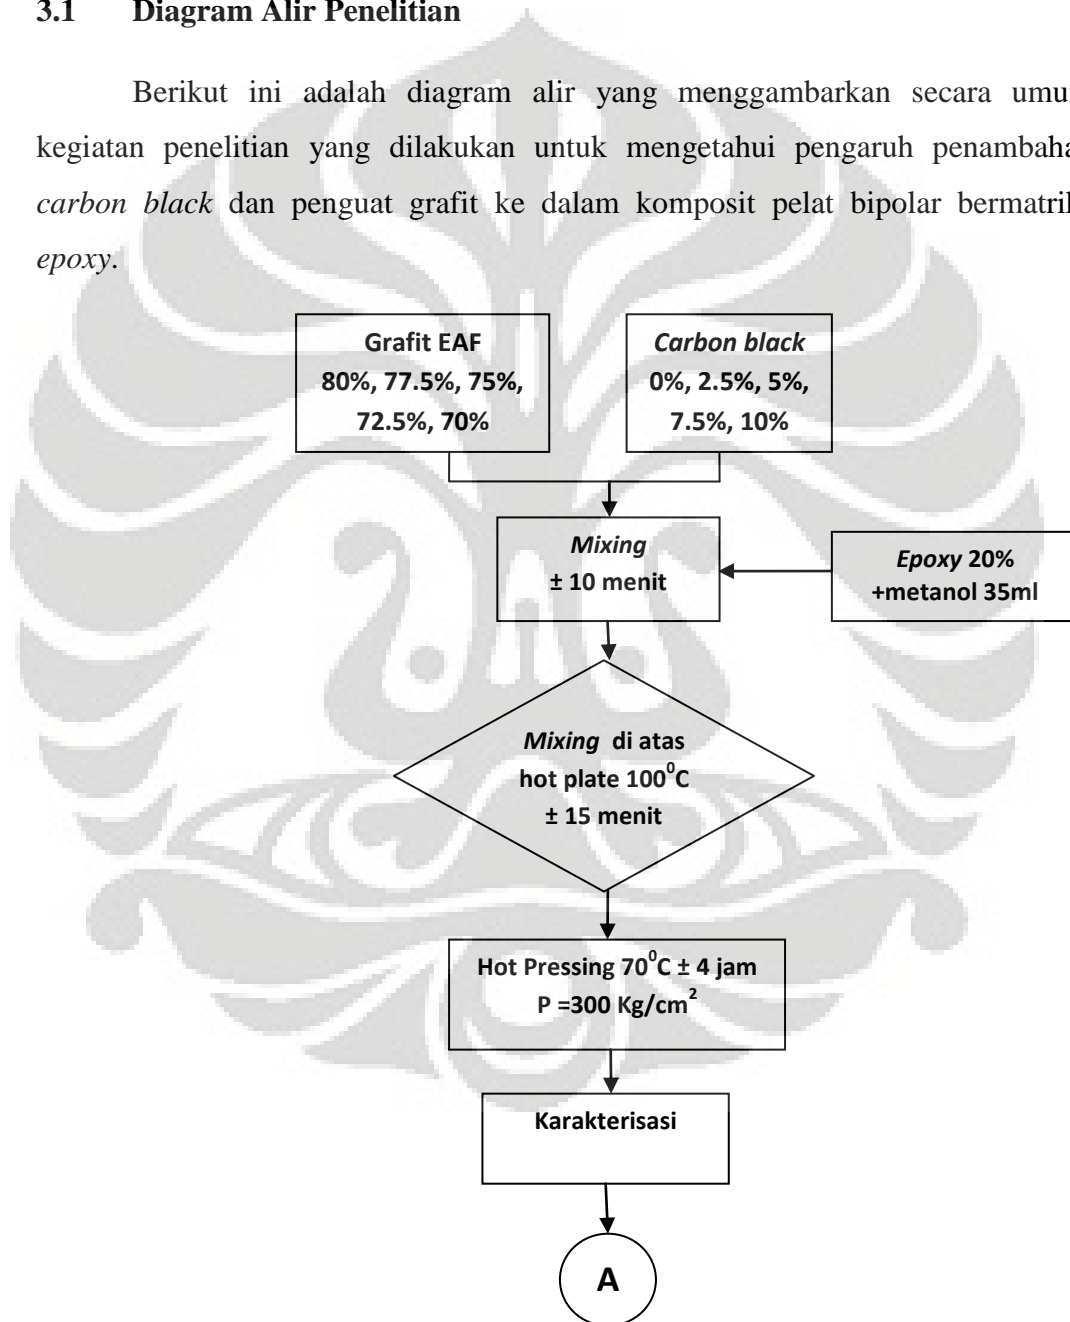 3.1 Diagram Alir Penelitian
Berikut ini adalah diagram alir yang menggambarkan secara
kegiatan penelitian yang dilakukan untuk mengetahui pengaruh
carbon black dan penguat grafit ke dalam komposit pelat bipolar
epoxy.
Grafit EAF
80%, 77.5%, 75%,
72.5%, 70%
Carbon black
0%, 2.5%, 5%,
7.5%, 10%
Mixing
± 10 menit
Epoxy 20%
+metanol 35ml
Mixing di atas
hot plate 100⁰C
± 15 menit
Hot Pressing 70⁰C ± 4 jam
P =300 Kg/cm²
Karakterisasi
A